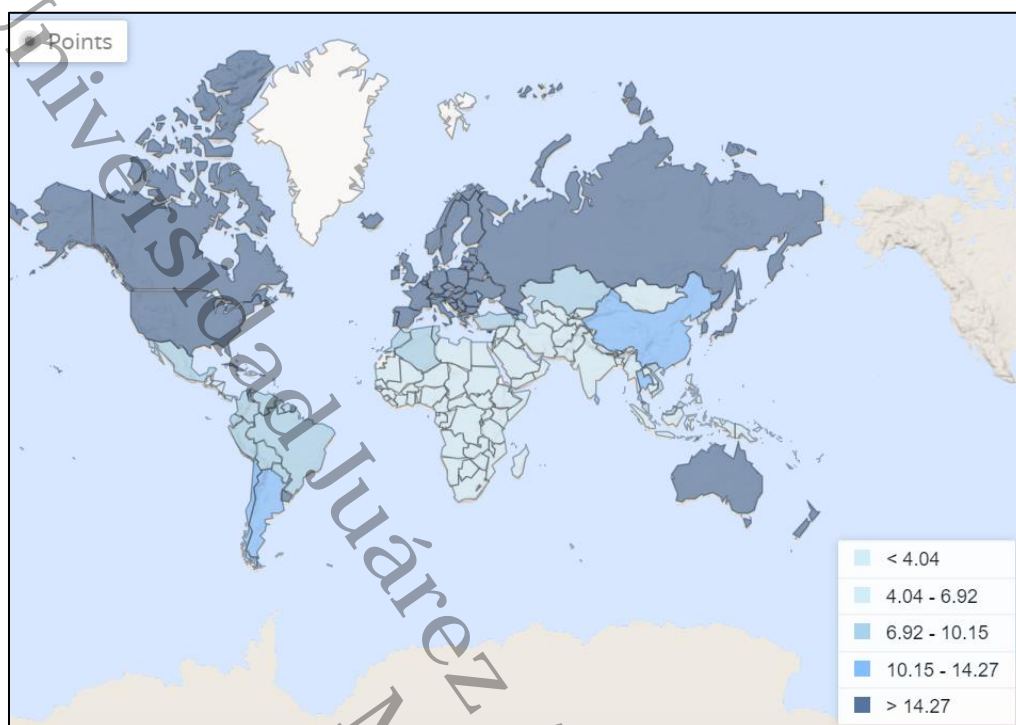 Points
Universidad Juárez
< 4.04
4.04 - 6.92
6.92 - 10.15
10.15 - 14.27
> 14.27